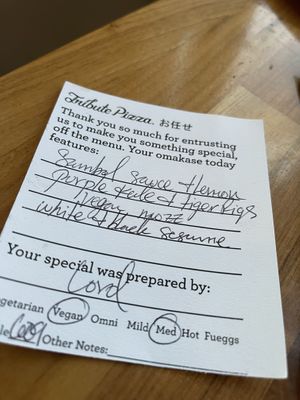 Tribute Pizza. お任せ
Thank you so much for entrusting
us to make you something special,
off the menu. Your omakase today
features:
Sambal Sauce + lemon
Purple kale + tiger figs
Vegan mozz
white + black sesame
Your special was prepared by:
getarian Vegan Omni Mild Med Hot Fueggs
Other Notes: